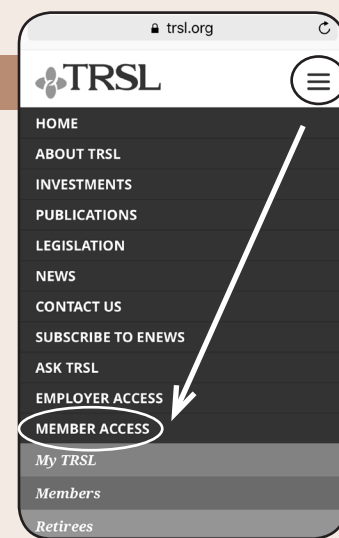 trsl.org
TRSL
HOME
ABOUT TRSL
INVESTMENTS
PUBLICATIONS
LEGISLATION
NEWS
CONTACT US
SUBSCRIBE TO ENEWS
ASK TRSL
EMPLOYER ACCESS
MEMBER ACCESS
My TRSL
Members
Retirees